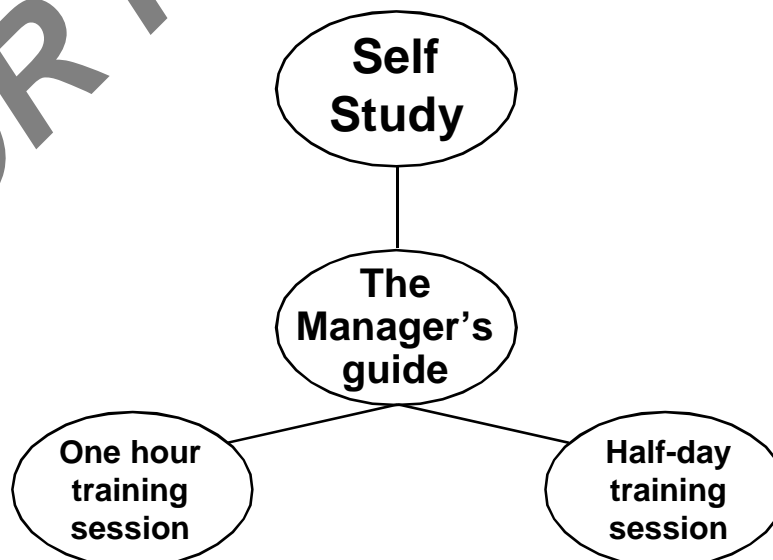 Self
Study
The
Manager’s
guide
One hour
training
session
Half-day
training
session